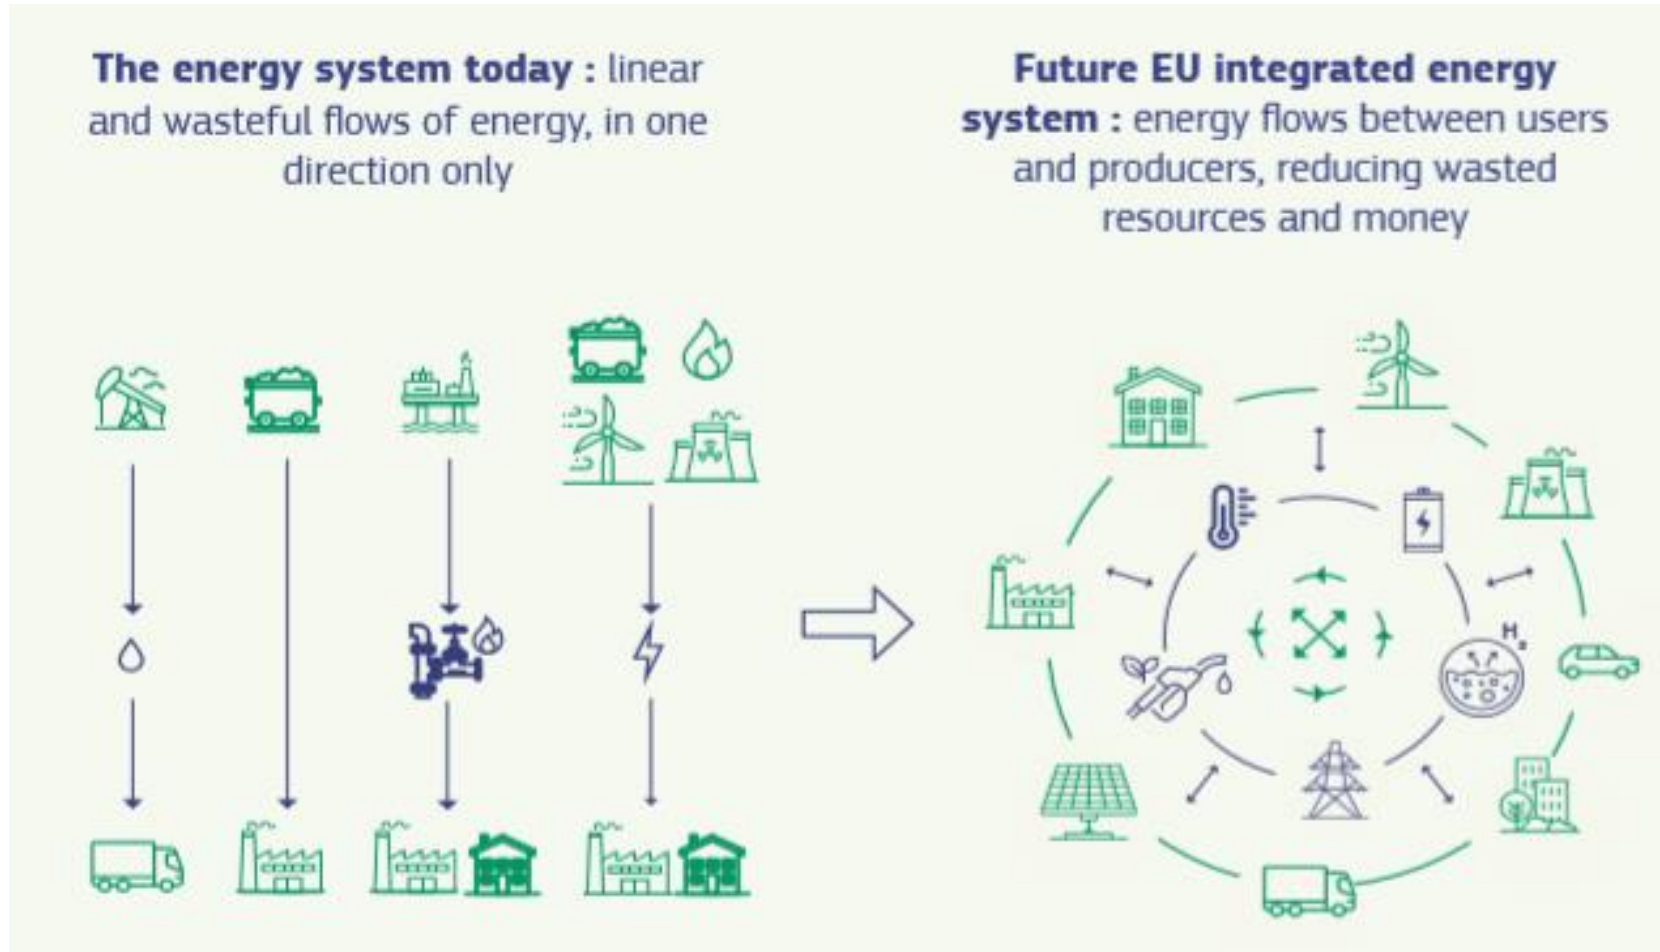 The energy system today : linear
and wasteful flows of energy, in one
direction only
Future EU integrated energy
system : energy flows between users
and producers, reducing wasted
resources and money
H₂